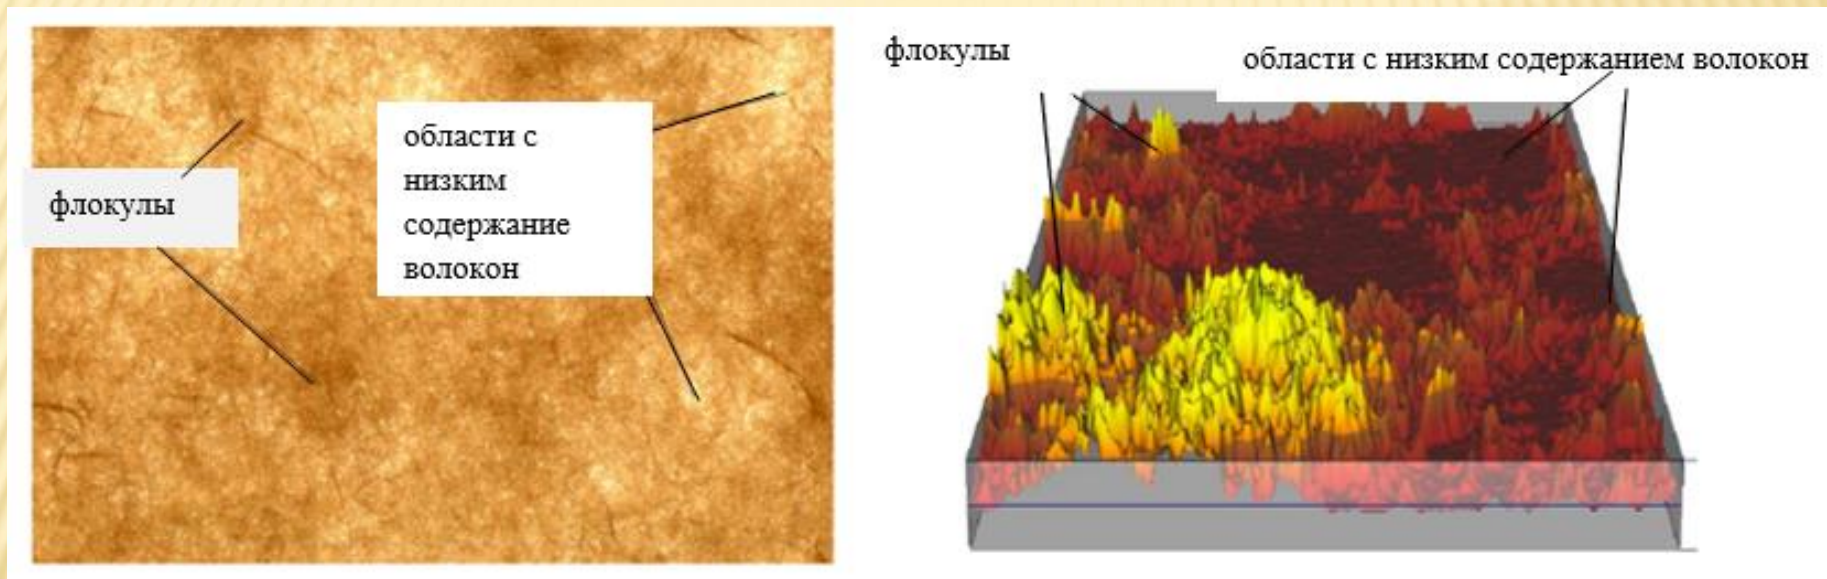 флокулы
области с
низким
содержание
волокон
флокулы
области с низким содержанием волокон